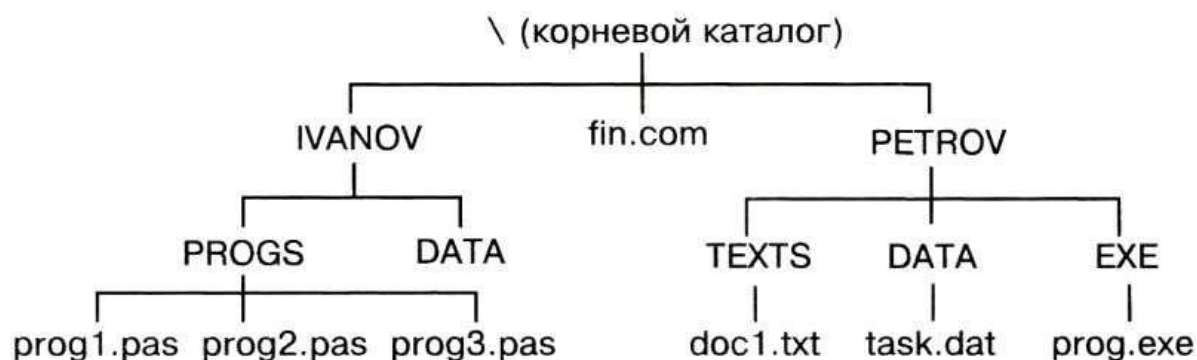 \ (корневой каталог)
IVANOV fin.com PETROV
PROGS DATA TEXTS DATA EXE
prog1.pas prog2.pas prog3.pas doc1.txt task.dat prog.exe